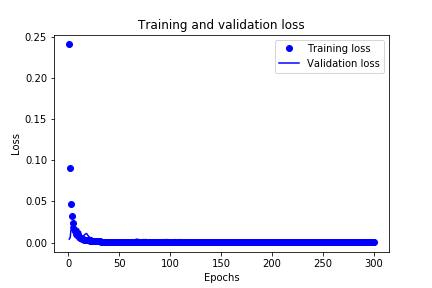 Training and validation loss
0.25
0.20
0.15
0.10
0.05
0.00
Loss
Training loss
Validation loss
0
50
100
150
200
250
300
Epochs